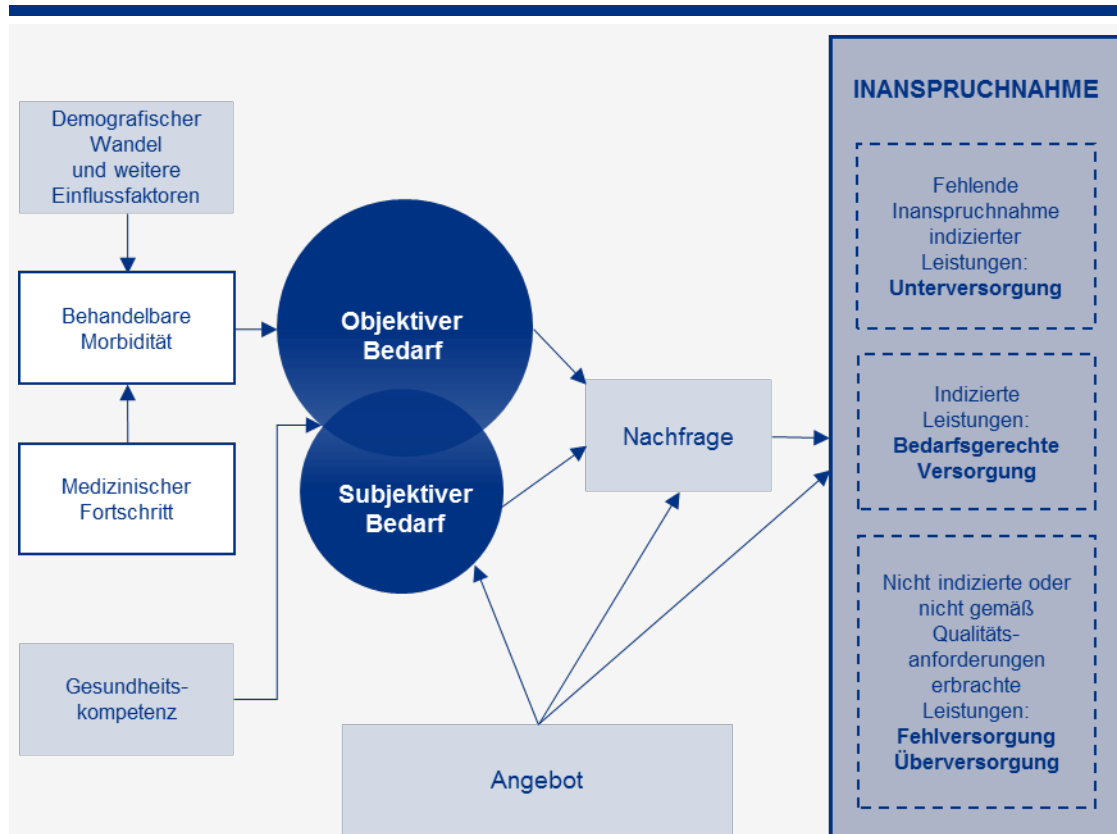 Demografischer
Wandel
und weitere
Einflussfaktoren
Behandelbare
Morbidität
Medizinischer
Fortschritt
Gesundheits-
kompetenz
Objektiver
Bedarf
Subjektiver
Bedarf
Nachfrage
Angebot
INANSPRUCHNAHME
Fehlende
Inanspruchnahme
indizierter
Leistungen:
Unterversorgung
Indizierte
Leistungen:
Bedarfsgerechte
Versorgung
Nicht indizierte oder
nicht gemäß
Qualitäts-
anforderungen
erbrachte
Leistungen:
Fehlversorgung
Überversorgung